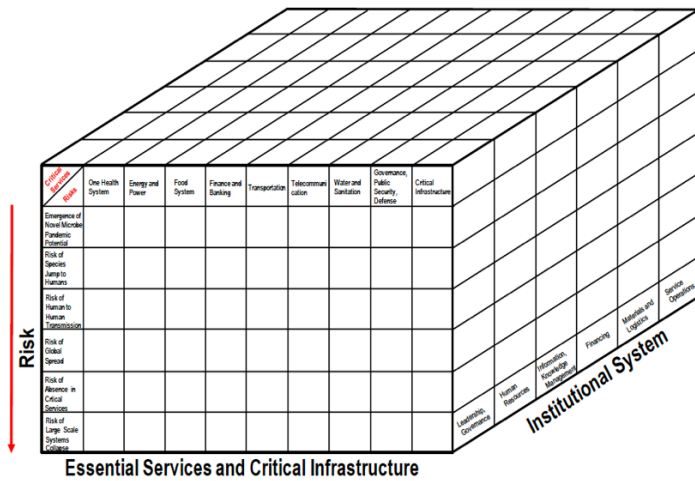 Critical
Services
Risks
One Health
System
Energy and
Power
Food
System
Finance and
Banking
Transportation
Telecommuni
cation
Water and
Sanitation
Governance,
Public
Security,
Defense
Critical
Infrastructure
Emergence of
Novel Microbe
Pandemic
Potential
Risk of
Species
Jump to
Humans
Risk of
Human to
Human
Transmission
Risk of
Global
Spread
Risk of
Absence in
Crtical
Services
Risk of
Large Scale
Systems
Collapse
Risk
Leadership,
Governance
Human
Resources
Information,
Knowledge
Management
Financing
Materials and
Logistics
Service
Operations
Institutional System
Essential Services and Critical Infrastructure